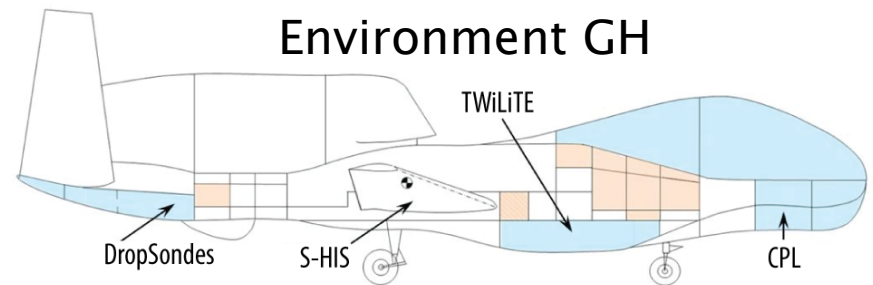 Environment GH
TWiLiTE
DropSondes
S-HIS
CPL